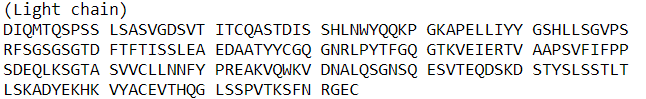 (Light chain)
DIQMTQSPSS LSASVGDSVT ITCQASTDIS SHLNWYQQKP GKAPELLIYY GSHLLSGVPS
RFSGSGSGTD FTFTISSLEA EDAATYYCGQ GNRLPYTFGQ GTKVEIERTV AAPSVFIFPP
SDEQLKSGTA SVVCLLNNFY PREAKVQWKV DNALQSGNSQ ESVTEQDSKD STYSLSSTLT
LSKADYEKHK VYACEVTHQG LSSPVTKSFN RGEC